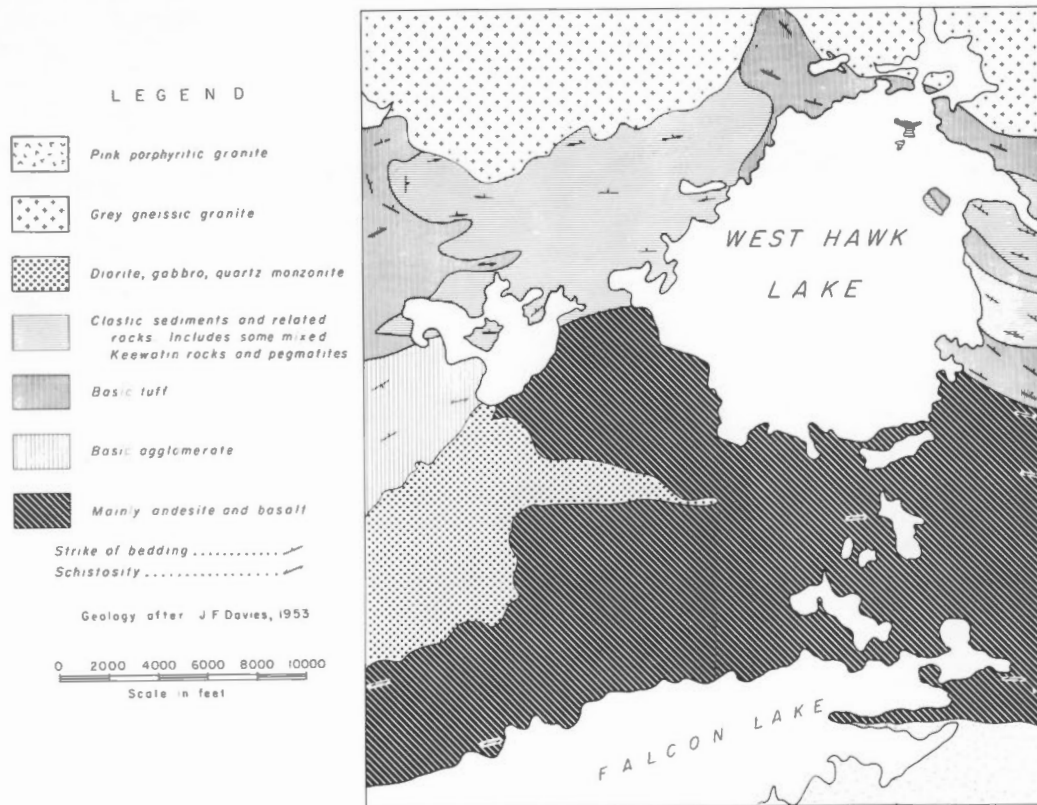 LEGEND
Pink porphyritic granite
Grey gneissic granite
Diorite, gabbro, quartz monzonite
Clastic sediments and related
rocks. Includes some mixed
Keewatin rocks and pegmatites
Basic tuff
Basic agglomerate
Mainly andesite and basalt
Strike of bedding ...........
Schistosity .................
Geology after J F Davies, 1953
0 2000 4000 6000 8000 10000
Scale in feet
WEST HAWK
LAKE
FALCON LAKE